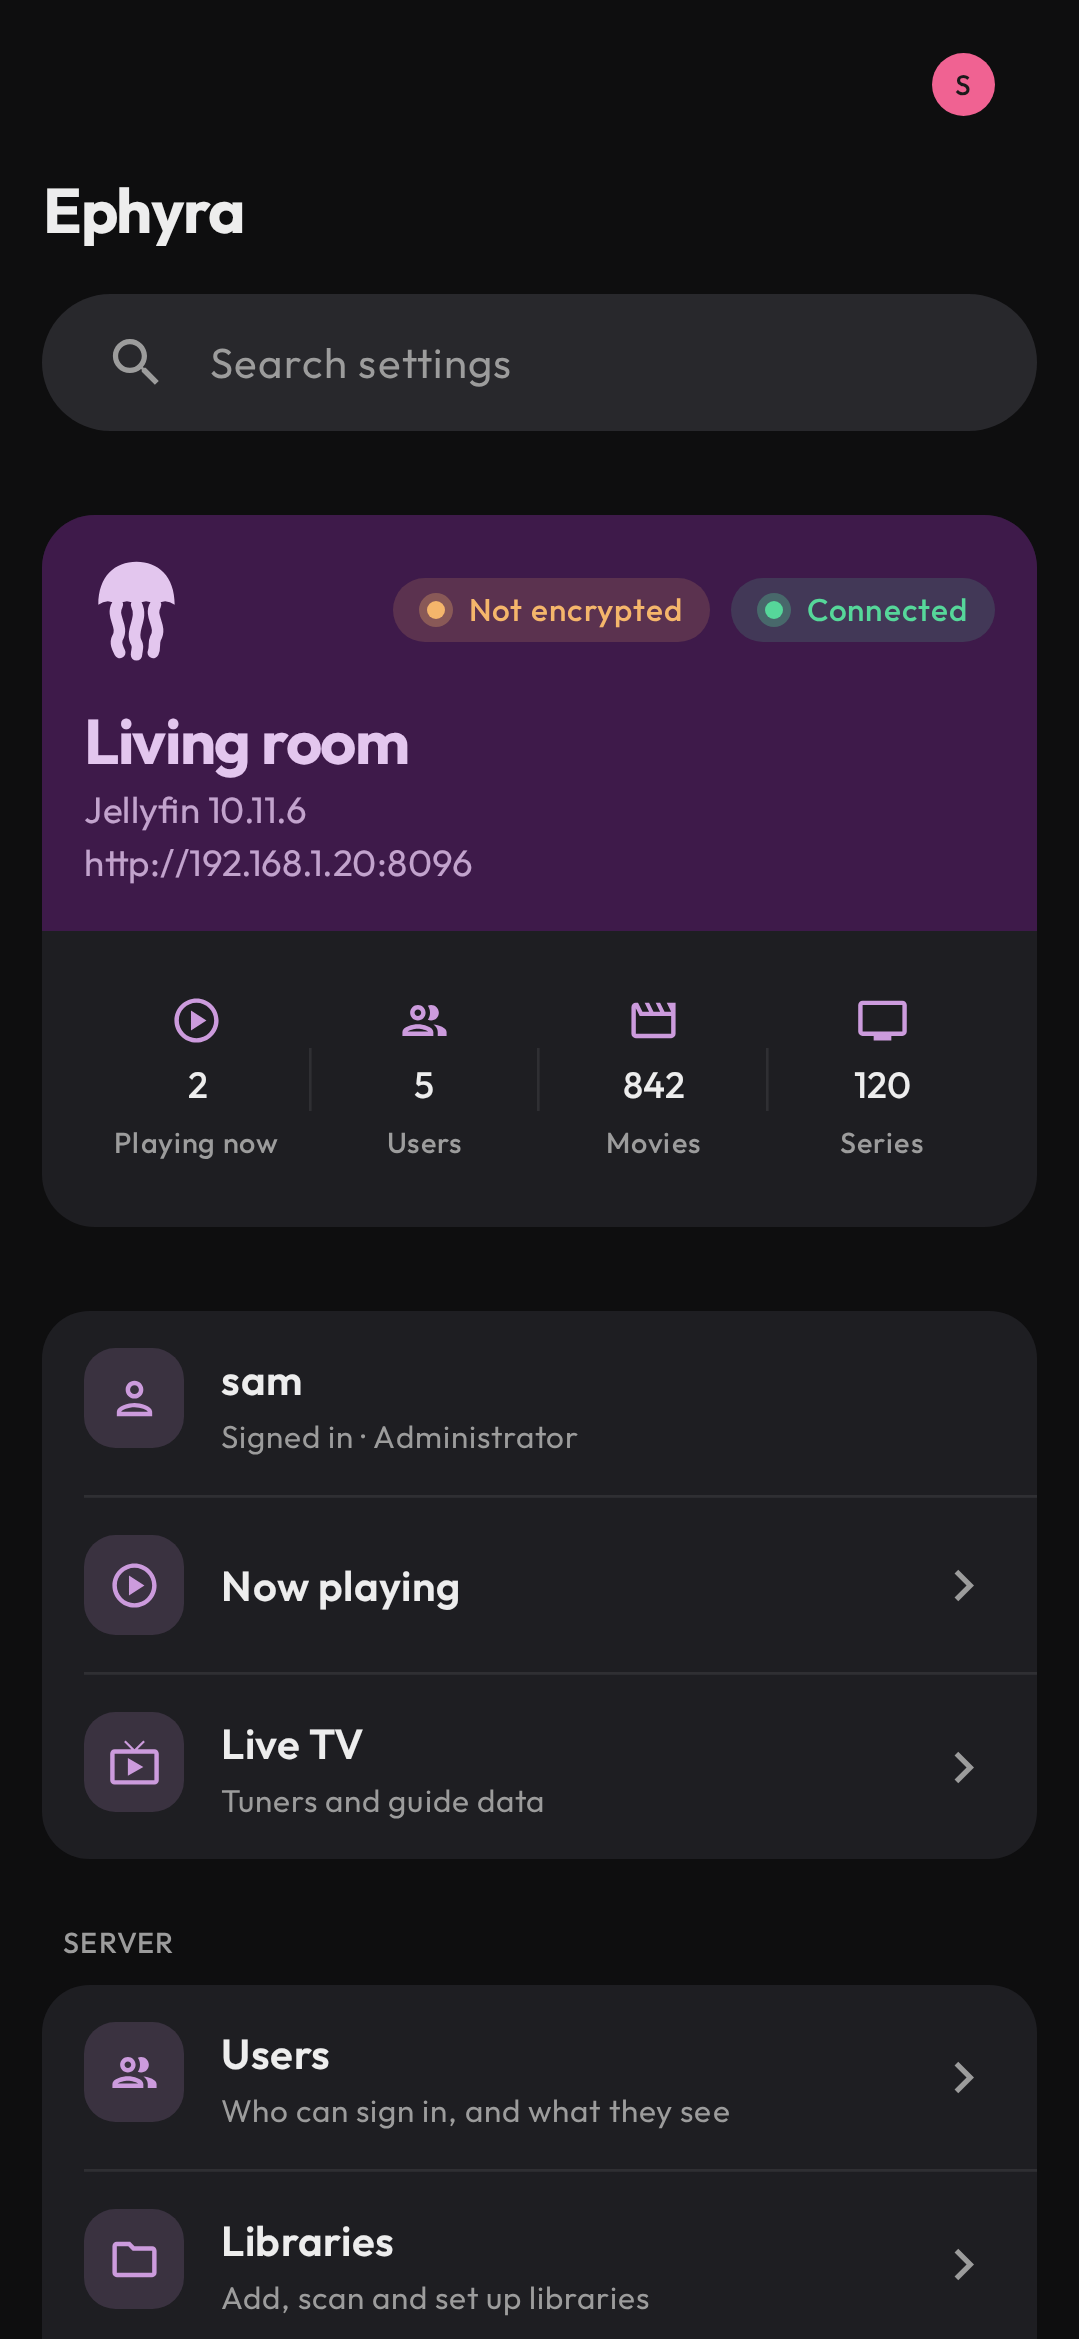 S
Ephyra
Search settings
Not encrypted
Connected
Living room
Jellyfin 10.11.6
http://192.168.1.20:8096
2
5
842
120
Playing now
Users
Movies
Series
sam
Signed in · Administrator
Now playing
Live TV
Tuners and guide data
SERVER
Users
Who can sign in, and what they see
Libraries
Add, scan and set up libraries